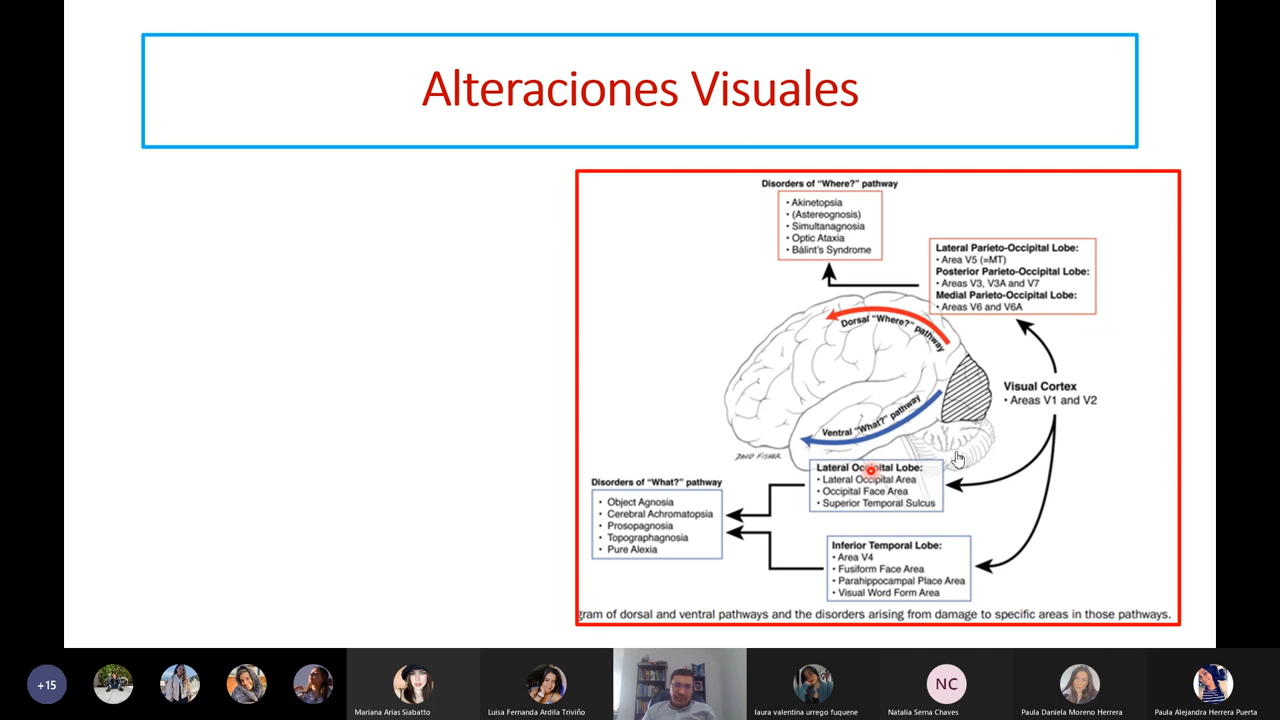 Alteraciones Visuales
Disorders of "Where?" pathway
• Akinetopsia
• (Astereognosis)
• Simultanagnosia
• Optic Ataxia
• Bálint's Syndrome
Lateral Parieto-Occipital Lobe:
• Area V5 (=MT)
Posterior Parieto-Occipital Lobe:
• Areas V3, V3A and V7
Medial Parieto-Occipital Lobe:
• Areas V6 and V6A
Dorsal "Where?" pathway
Visual Cortex
• Areas V1 and V2
Ventral "What?" pathway
DAVID FISHER
Lateral Occipital Lobe:
• Lateral Occipital Area
• Occipital Face Area
• Superior Temporal Sulcus
Disorders of "What?" pathway
• Object Agnosia
• Cerebral Achromatopsia
• Prosopagnosia
• Topographagnosia
• Pure Alexia
Inferior Temporal Lobe:
• Area V4
• Fusiform Face Area
• Parahippocampal Place Area
• Visual Word Form Area
gram of dorsal and ventral pathways and the disorders arising from damage to specific areas in those pathways.
+15
Mariana Arias Siabatto
Luisa Fernanda Ardila Triviño
laura valentina urrego fuquene
NC
Natalia Serna Chaves
Paula Daniela Moreno Herrera
Paula Alejandra Herrera Puerta